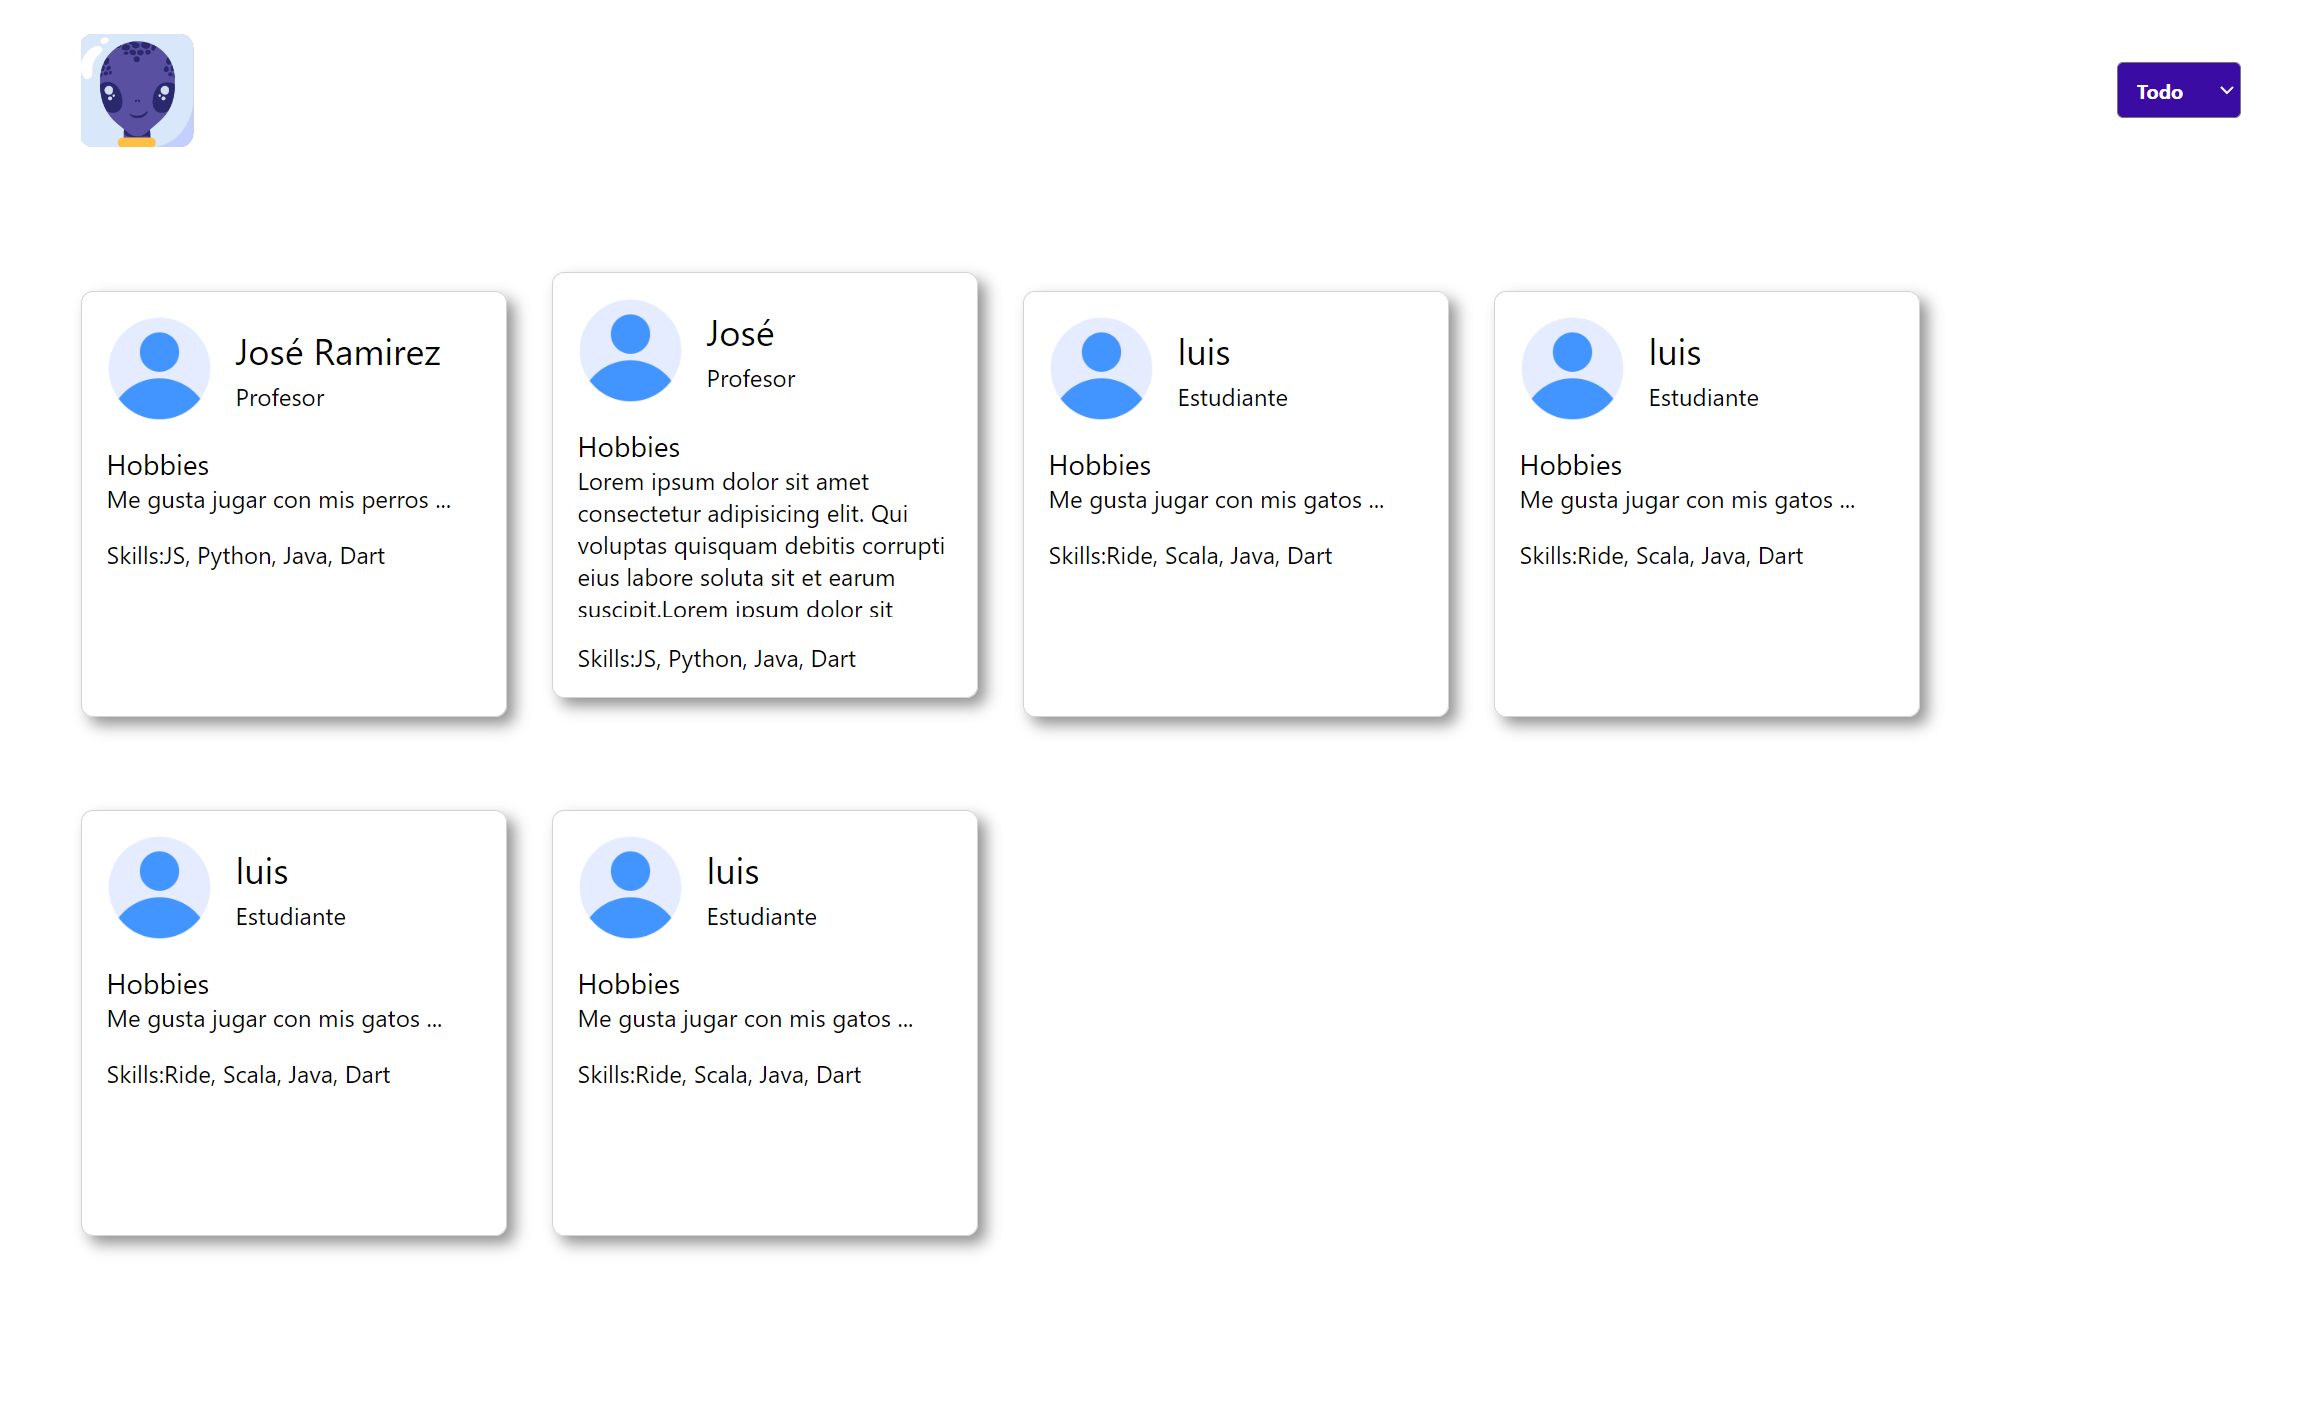 Todo
José Ramirez
Profesor
Hobbies
Me gusta jugar con mis perros ...
Skills:JS, Python, Java, Dart
José
Profesor
Hobbies
Lorem ipsum dolor sit amet
consectetur adipisicing elit. Qui
voluptas quisquam debitis corrupti
eius labore soluta sit et earum
suscipit.Lorem ipsum dolor sit
Skills:JS, Python, Java, Dart
luis
Estudiante
Hobbies
Me gusta jugar con mis gatos ...
Skills:Ride, Scala, Java, Dart
luis
Estudiante
Hobbies
Me gusta jugar con mis gatos ...
Skills:Ride, Scala, Java, Dart
luis
Estudiante
Hobbies
Me gusta jugar con mis gatos ...
Skills:Ride, Scala, Java, Dart
luis
Estudiante
Hobbies
Me gusta jugar con mis gatos ...
Skills:Ride, Scala, Java, Dart